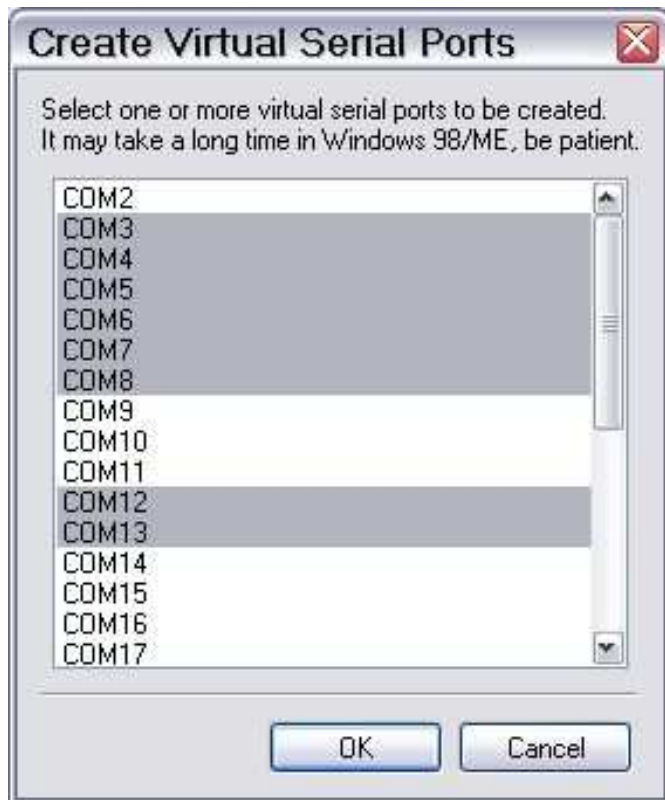 Create Virtual Serial Ports
Select one or more virtual serial ports to be created.
It may take a long time in Windows 98/ME, be patient.
COM2
COM3
COM4
COM5
COM6
COM7
COM8
COM9
COM10
COM11
COM12
COM13
COM14
COM15
COM16
COM17
OK
Cancel